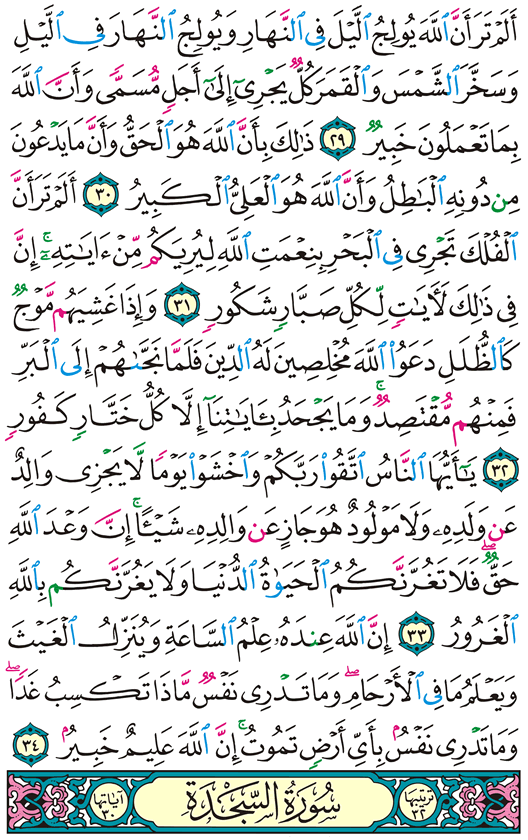 أَلَمْ تَرَ أَنَّ ٱللَّهَ يُولِجُ ٱلَّيْلَ فِى ٱلنَّهَارِ وَيُولِجُ ٱلنَّهَارَ فِى ٱلَّيْلِ
وَسَخَّرَ ٱلشَّمْسَ وَٱلْقَمَرَ كُلٌّ يَجْرِىٓ إِلَىٰٓ أَجَلٍ مُّسَمًّى وَأَنَّ ٱللَّهَ
بِمَا تَعْمَلُونَ خَبِيرٌ ٢٩ ذَٰلِكَ بِأَنَّ ٱللَّهَ هُوَ ٱلْحَقُّ وَأَنَّ مَا يَدْعُونَ
مِن دُونِهِ ٱلْبَٰطِلُ وَأَنَّ ٱللَّهَ هُوَ ٱلْعَلِىُّ ٱلْكَبِيرُ ٣٠ أَلَمْ تَرَ أَنَّ
ٱلْفُلْكَ تَجْرِى فِى ٱلْبَحْرِ بِنِعْمَتِ ٱللَّهِ لِيُرِيَكُم مِّنْ ءَايَٰتِهِۦٓ ۚ إِنَّ
فِى ذَٰلِكَ لَءَايَٰتٍ لِّكُلِّ صَبَّارٍ شَكُورٍ ٣١ وَإِذَا غَشِيَهُم مَّوْجٌ
كَٱلظُّلَلِ دَعَوُا۟ ٱللَّهَ مُخْلِصِينَ لَهُ ٱلدِّينَ فَلَمَّا نَجَّىٰهُمْ إِلَى ٱلْبَرِّ
فَمِنْهُم مُّقْتَصِدٌ ۚ وَمَا يَجْحَدُ بِـَٔايَٰتِنَآ إِلَّا كُلُّ خَتَّارٍ كَفُورٍ
٣٢ يَٰٓأَيُّهَا ٱلنَّاسُ ٱتَّقُوا۟ رَبَّكُمْ وَٱخْشَوْا۟ يَوْمًا لَّا يَجْزِى وَالِدٌ
عَن وَلَدِهِۦ وَلَا مَوْلُودٌ هُوَ جَازٍ عَن وَالِدِهِۦ شَيْـًٔا ۚ إِنَّ وَعْدَ ٱللَّهِ
حَقٌّ ۖ فَلَا تَغُرَّنَّكُمُ ٱلْحَيَوٰةُ ٱلدُّنْيَا وَلَا يَغُرَّنَّكُم بِٱللَّهِ
ٱلْغَرُورُ ٣٣ إِنَّ ٱللَّهَ عِندَهُۥ عِلْمُ ٱلسَّاعَةِ وَيُنَزِّلُ ٱلْغَيْثَ
وَيَعْلَمُ مَا فِى ٱلْأَرْحَامِ ۖ وَمَا تَدْرِى نَفْسٌ مَّاذَا تَكْسِبُ غَدًا ۖ
وَمَا تَدْرِى نَفْسٌۢ بِأَىِّ أَرْضٍ تَمُوتُ ۚ إِنَّ ٱللَّهَ عَلِيمٌ خَبِيرٌۢ ٣٤
ترتيبها ٣٢ سُورَةُ السَّجْدَةِ آياتها ٣٠